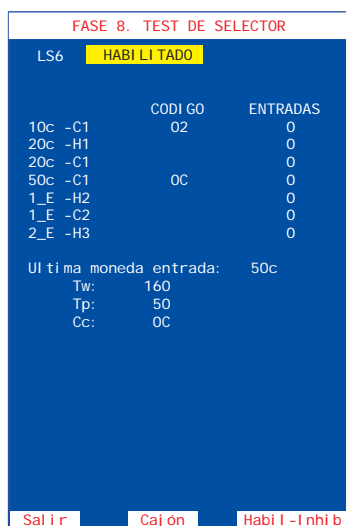 FASE 8. TEST DE SELECTOR
LS6 HABILITADO
CODIGO ENTRADAS
10c -C1 02 0
20c -H1 0
20c -C1 0
50c -C1 0C 0
1_E -H2 0
1_E -C2 0
2_E -H3 0
Ultima moneda entrada: 50c
Tw: 160
Tp: 50
Cc: 0C
Salir Cajón Habil-Inhib